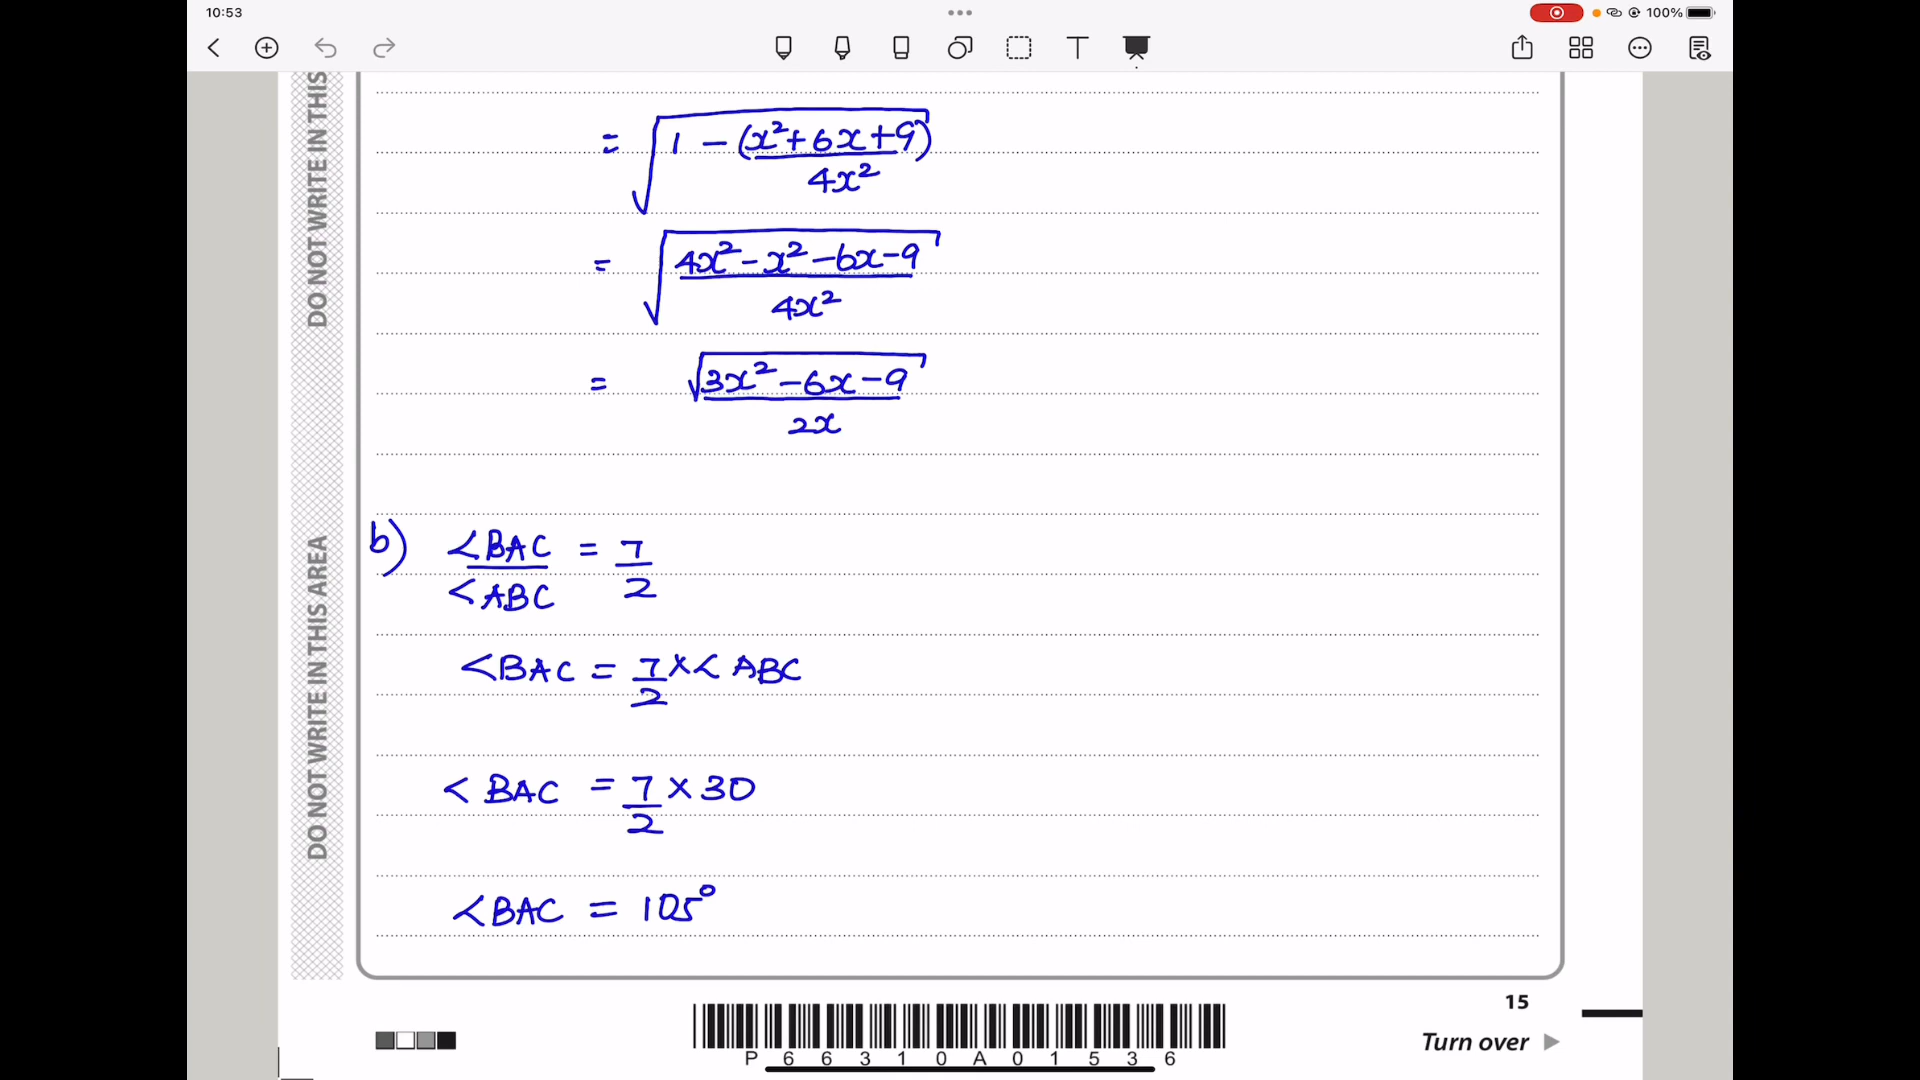 10:53
100%
DO NOT WRITE IN THIS
= √1 - (x²+6x+9)/4x²
= √4x²-x²-6x-9/4x²
= √3x²-6x-9/2x
DO NOT WRITE IN THIS AREA
b) <BAC/<ABC = 7/2
<BAC = 7/2 × < ABC
< BAC = 7/2 × 30
<BAC = 105°
15
Turn over
P 6 6 3 1 0 A 0 1 5 3 6